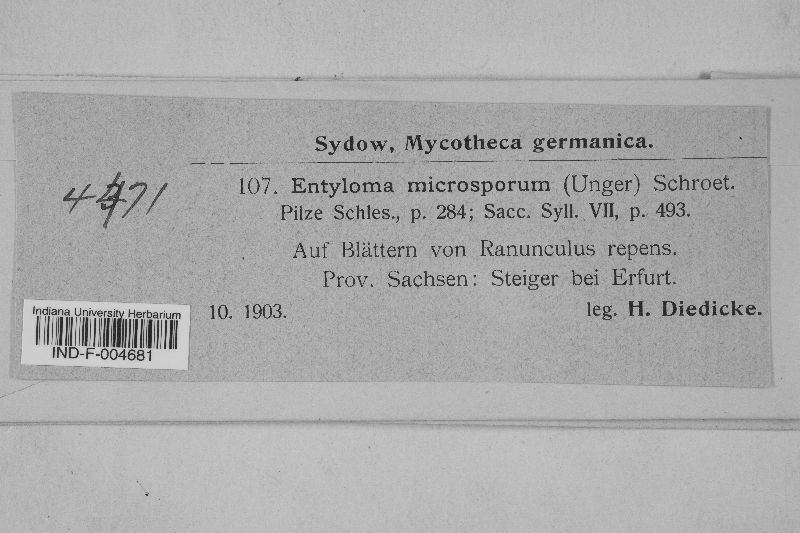 Sydow, Mycotheca germanica.
107. Entyloma microsporum (Unger) Schroet.
Pilze Schles., p. 284; Sacc. Syll. VII, p. 493.
Auf Blättern von Ranunculus repens.
Prov. Sachsen: Steiger bei Erfurt.
10. 1903. leg. H. Diedicke.
Indiana University Herbarium
IND-F-004681